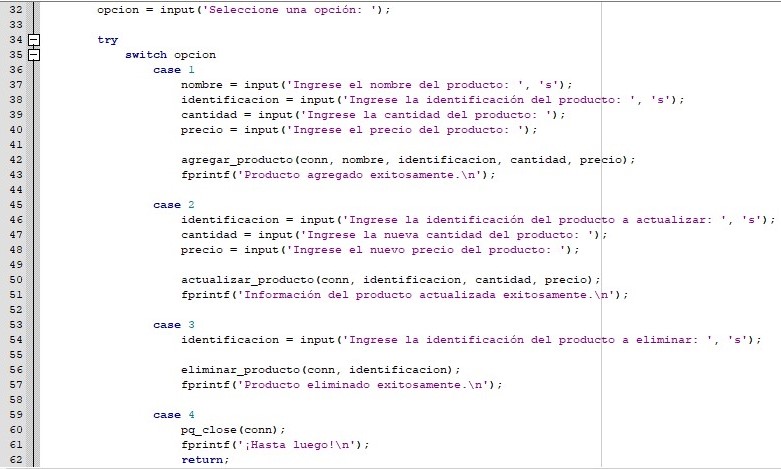 32 opcion = input('Seleccione una opción: ');
33
34 try
35 switch opcion
36 case 1
37 nombre = input('Ingrese el nombre del producto: ', 's');
38 identificacion = input('Ingrese la identificación del producto: ', 's');
39 cantidad = input('Ingrese la cantidad del producto: ');
40 precio = input('Ingrese el precio del producto: ');
41
42 agregar_producto(conn, nombre, identificacion, cantidad, precio);
43 fprintf('Producto agregado exitosamente.\n');
44
45 case 2
46 identificacion = input('Ingrese la identificación del producto a actualizar: ', 's');
47 cantidad = input('Ingrese la nueva cantidad del producto: ');
48 precio = input('Ingrese el nuevo precio del producto: ');
49
50 actualizar_producto(conn, identificacion, cantidad, precio);
51 fprintf('Información del producto actualizada exitosamente.\n');
52
53 case 3
54 identificacion = input('Ingrese la identificación del producto a eliminar: ', 's');
55
56 eliminar_producto(conn, identificacion);
57 fprintf('Producto eliminado exitosamente.\n');
58
59 case 4
60 pq_close(conn);
61 fprintf('¡Hasta luego!\n');
62 return;